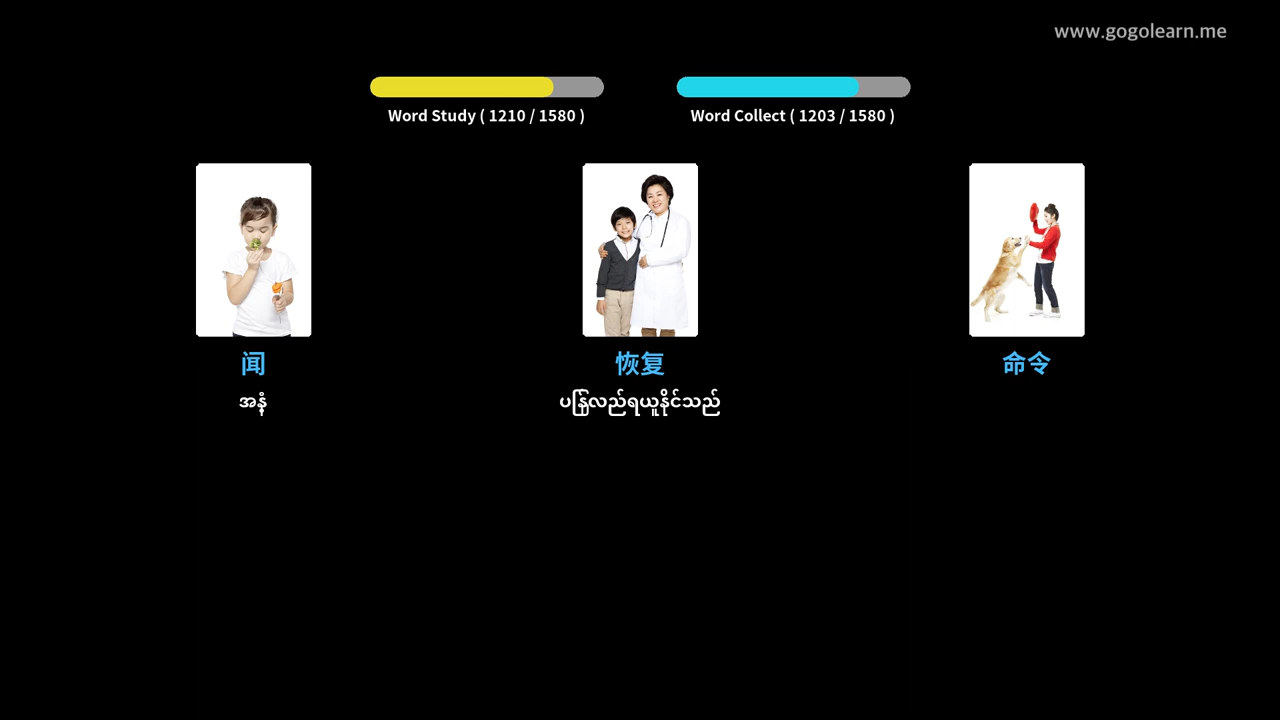 www.gogolearn.me
Word Study ( 1210 / 1580 )
Word Collect ( 1203 / 1580 )
闻
恢复
命令
အနံ့
ပြန်လည်ရယူနိုင်သည်